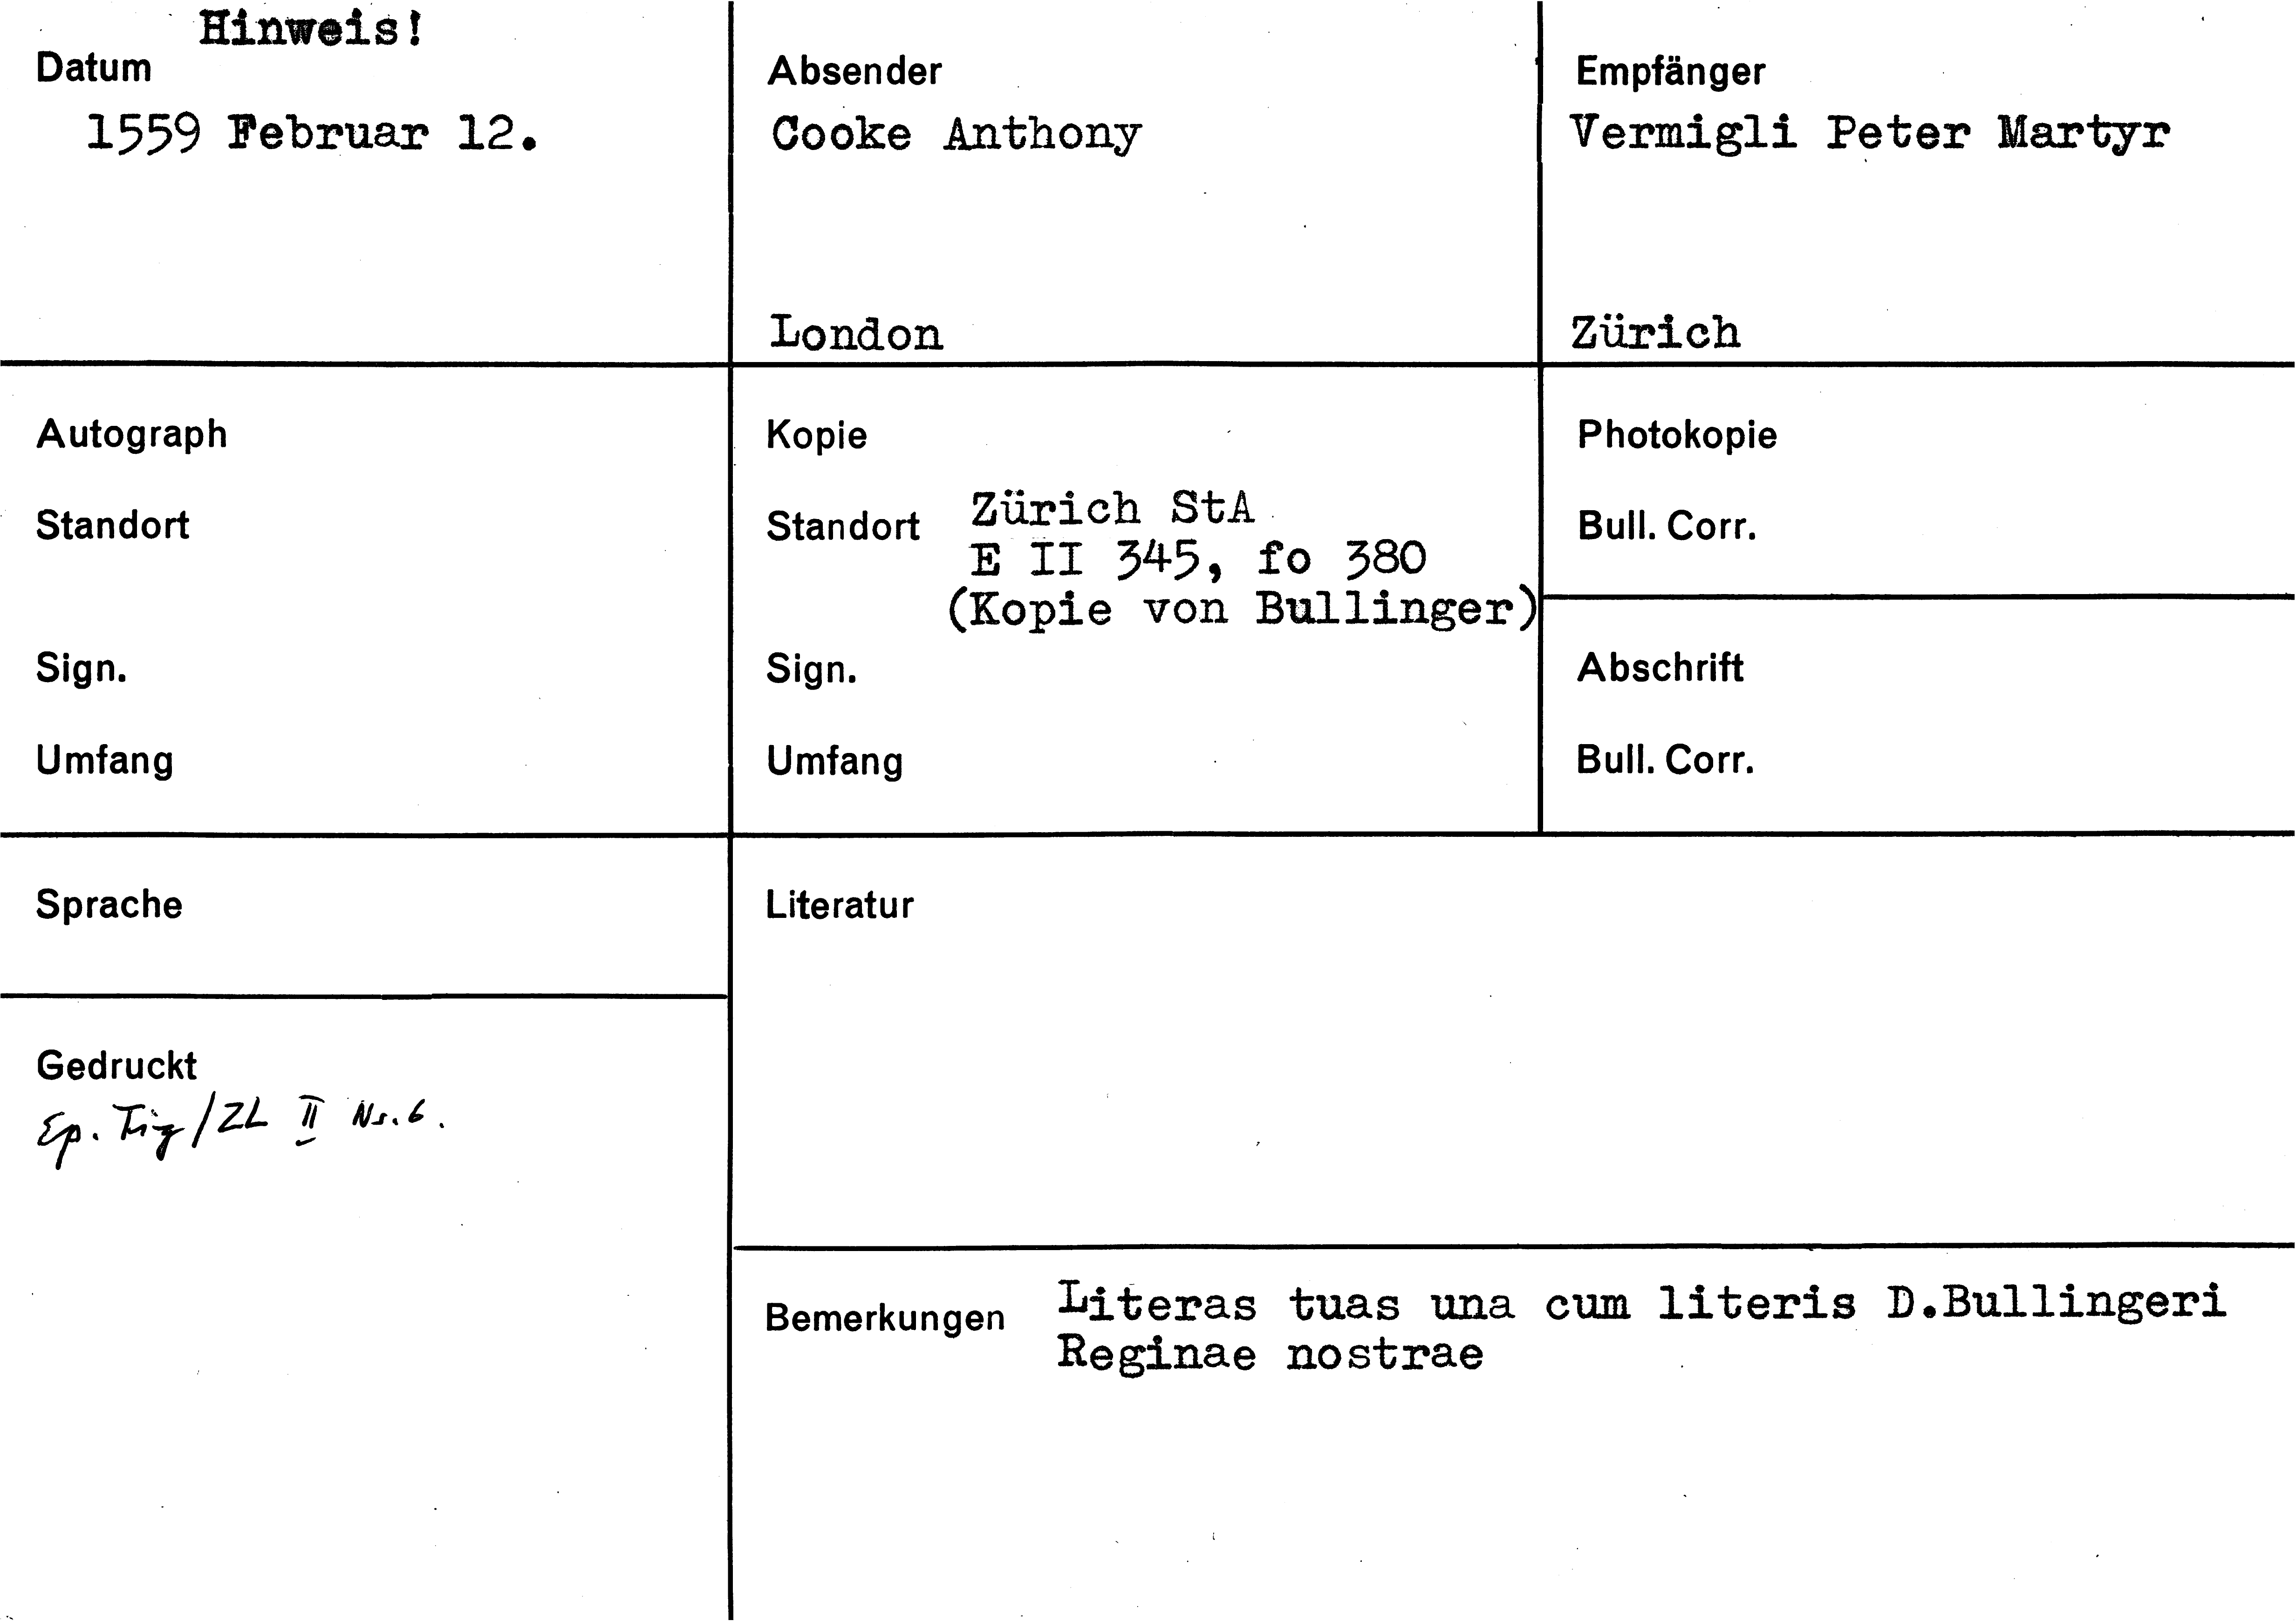 Hinweis!
Datum
1559 Februar 12.
Absender
Cooke Anthony
London
Empfänger
Vermigli Peter Martyr
Zürich
Autograph
Standort
Sign.
Umfang
Kopie
Standort Zürich StA
E II 345, fo 380
(Kopie von Bullinger)
Sign.
Umfang
Photokopie
Bull. Corr.
Abschrift
Bull. Corr.
Sprache
Literatur
Gedruckt
Ep. Tig/ZL II Nr. 6.
Bemerkungen Literas tuas una cum literis D.Bullingeri
Reginae nostrae